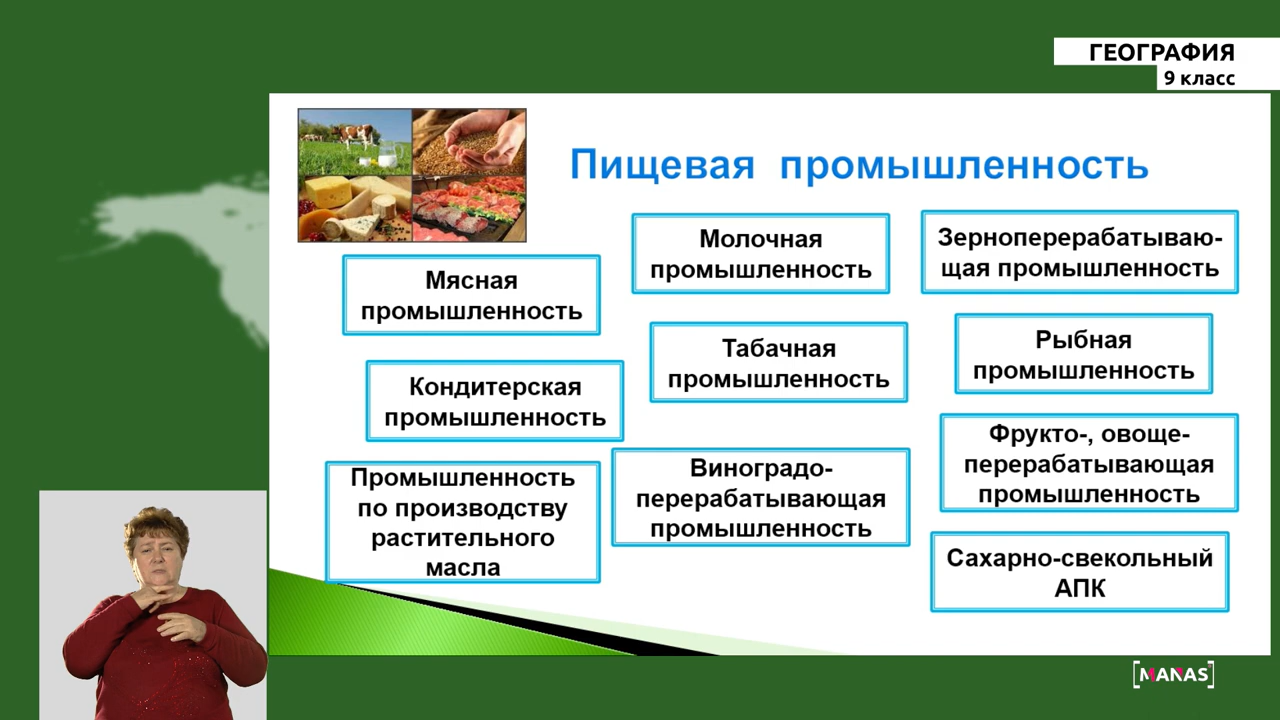 ГЕОГРАФИЯ
9 класс
Пищевая промышленность
Мясная
промышленность
Молочная
промышленность
Зерноперерабатываю-
щая промышленность
Кондитерская
промышленность
Табачная
промышленность
Рыбная
промышленность
Промышленность
по производству
растительного
масла
Виноградо-
перерабатывающая
промышленность
Фрукто-, овоще-
перерабатывающая
промышленность
Сахарно-свекольный
АПК
[MANAS]